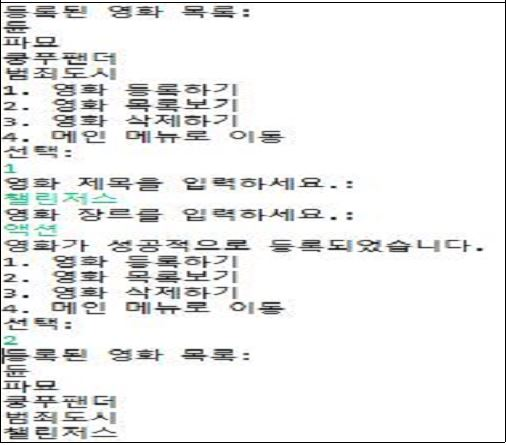 등록된 영화 목록:
듄
파묘
쿵푸팬더
범죄도시
1. 영화 등록하기
2. 영화 목록보기
3. 영화 삭제하기
4. 메인 메뉴로 이동
선택:
1
영화 제목을 입력하세요.:
챌린저스
영화 장르를 입력하세요.:
액션
영화가 성공적으로 등록되었습니다.
1. 영화 등록하기
2. 영화 목록보기
3. 영화 삭제하기
4. 메인 메뉴로 이동
선택:
2
등록된 영화 목록:
듄
파묘
쿵푸팬더
범죄도시
챌린저스